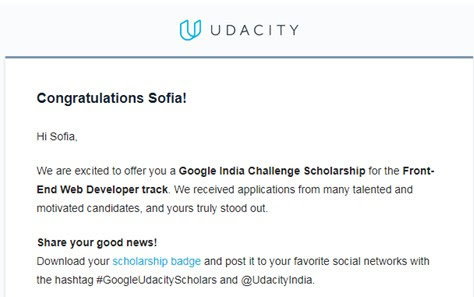 UDACITY
Congratulations Sofia!
Hi Sofia,
We are excited to offer you a Google India Challenge Scholarship for the Front-
End Web Developer track. We received applications from many talented and
motivated candidates, and yours truly stood out.
Share your good news!
Download your scholarship badge and post it to your favorite social networks with
the hashtag #GoogleUdacityScholars and @UdacityIndia.